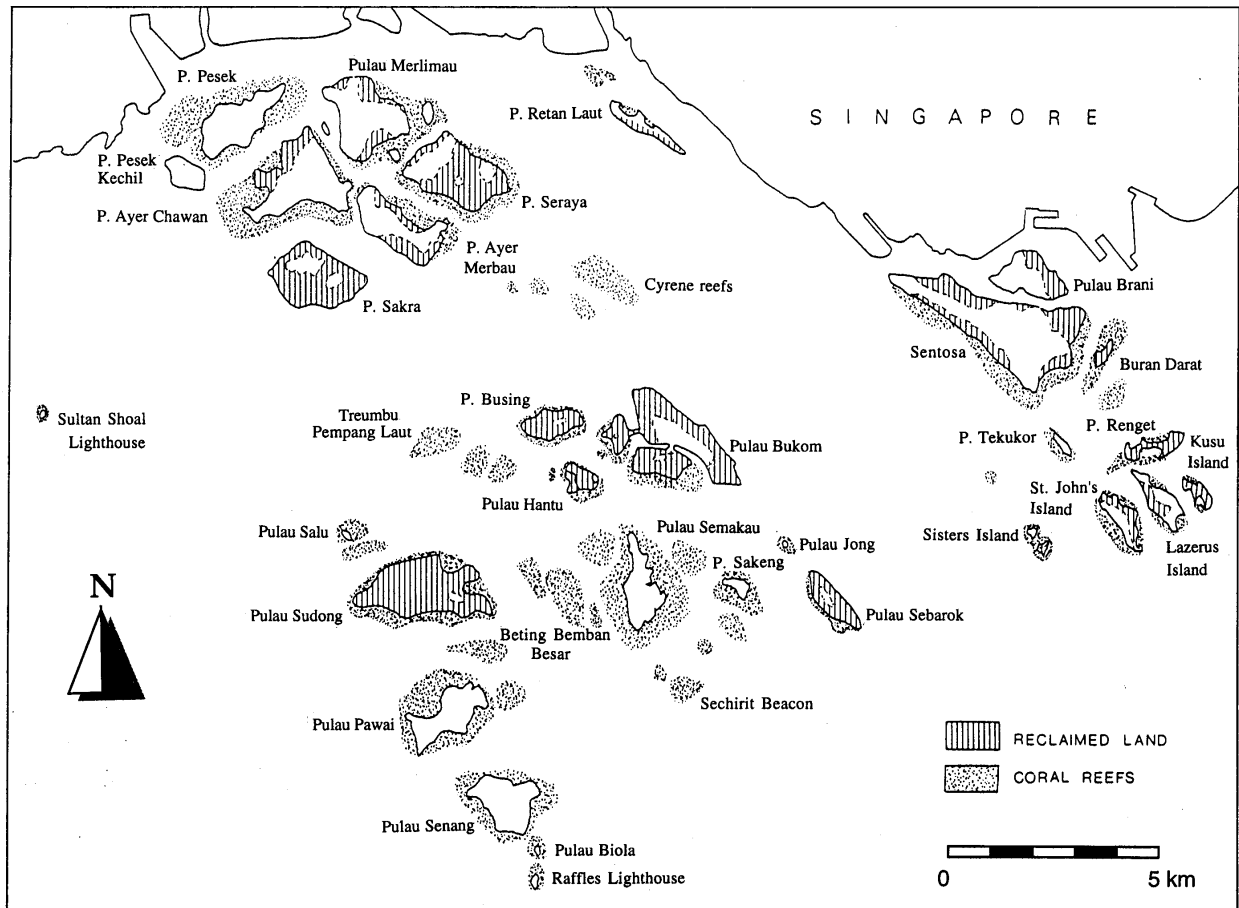 P. Pesek
Pulau Merlimau
P. Retan Laut
SINGAPORE
P. Pesek
Kechil
P. Ayer Chawan
P. Seraya
P. Ayer
Merbau
Cyrene reefs
P. Sakra
Pulau Brani
Sentosa
Buran Darat
Sultan Shoal
Lighthouse
Treumbu
Pempang Laut
P. Busing
Pulau Bukom
P. Tekukor
P. Renget
Kusu
Island
Pulau Hantu
St. John's
Island
Pulau Salu
Pulau Semakau
Pulau Jong
Sisters Island
Lazerus
Island
P. Sakeng
N
Pulau Sudong
Beting Bemban
Besar
Pulau Sebarok
Sechirit Beacon
Pulau Pawai
RECLAIMED LAND
CORAL REEFS
Pulau Senang
Pulau Biola
Raffles Lighthouse
0
5 km